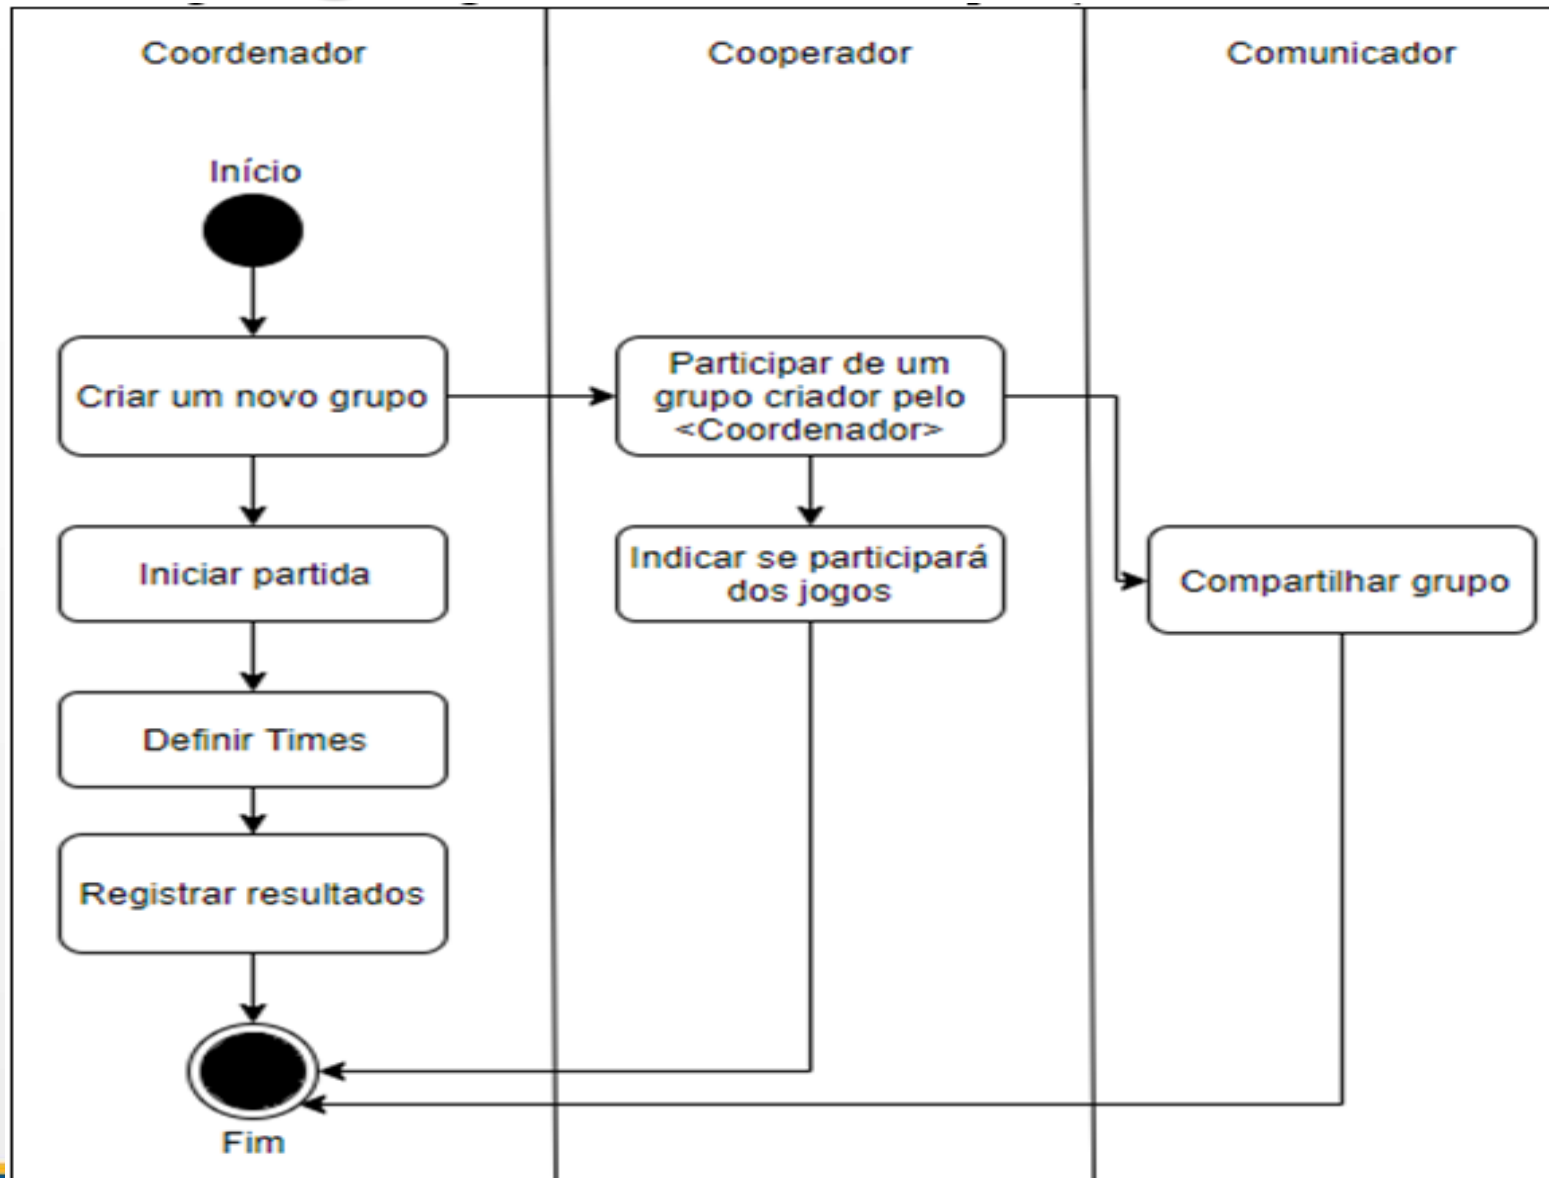 Coordenador
Cooperador
Comunicador
Início
Criar um novo grupo
Participar de um
grupo criador pelo
<Coordenador>
Iniciar partida
Indicar se participará
dos jogos
Compartilhar grupo
Definir Times
Registrar resultados
Fim